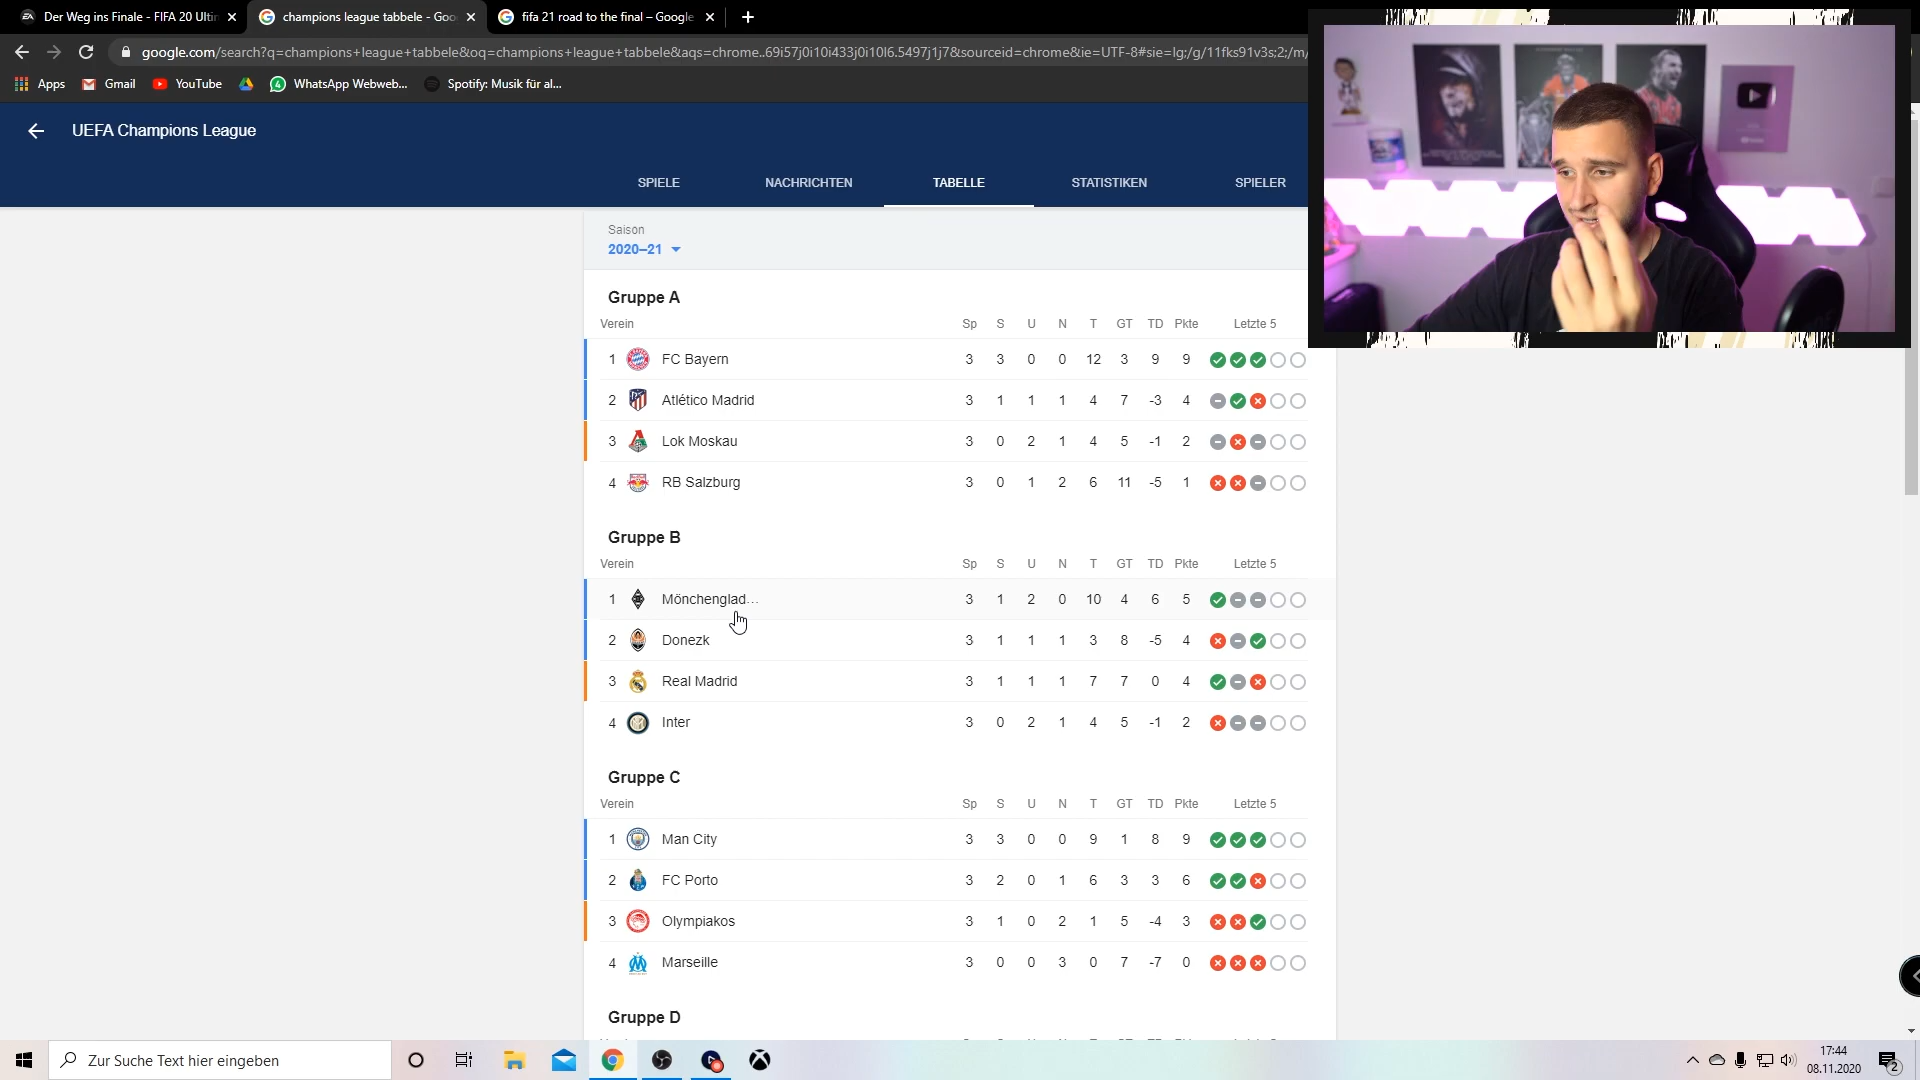 Der Weg ins Finale - FIFA 20 Ultin
champions league tabbele - Goo
fifa 21 road to the final – Google
google.com/search?q=champions+league+tabbele&oq=champions+league+tabbele&aqs=chrome..69i57j0i10i433j0i10l6.5497j1j7&sourceid=chrome&ie=UTF-8#sie=lg;/g/11fks91v3s;2;/m/
Apps Gmail YouTube WhatsApp Webweb... Spotify: Musik für al...
UEFA Champions League
SPIELE NACHRICHTEN TABELLE STATISTIKEN SPIELER
Saison
2020–21
Gruppe A
Verein Sp S U N T GT TD Pkte Letzte 5
1 FC Bayern 3 3 0 0 12 3 9 9
2 Atlético Madrid 3 1 1 1 4 7 -3 4
3 Lok Moskau 3 0 2 1 4 5 -1 2
4 RB Salzburg 3 0 1 2 6 11 -5 1
Gruppe B
Verein Sp S U N T GT TD Pkte Letzte 5
1 Mönchenglad... 3 1 2 0 10 4 6 5
2 Donezk 3 1 1 1 3 8 -5 4
3 Real Madrid 3 1 1 1 7 7 0 4
4 Inter 3 0 2 1 4 5 -1 2
Gruppe C
Verein Sp S U N T GT TD Pkte Letzte 5
1 Man City 3 3 0 0 9 1 8 9
2 FC Porto 3 2 0 1 6 3 3 6
3 Olympiakos 3 1 0 2 1 5 -4 3
4 Marseille 3 0 0 3 0 7 -7 0
Gruppe D
Zur Suche Text hier eingeben
17:44
08.11.2020
2